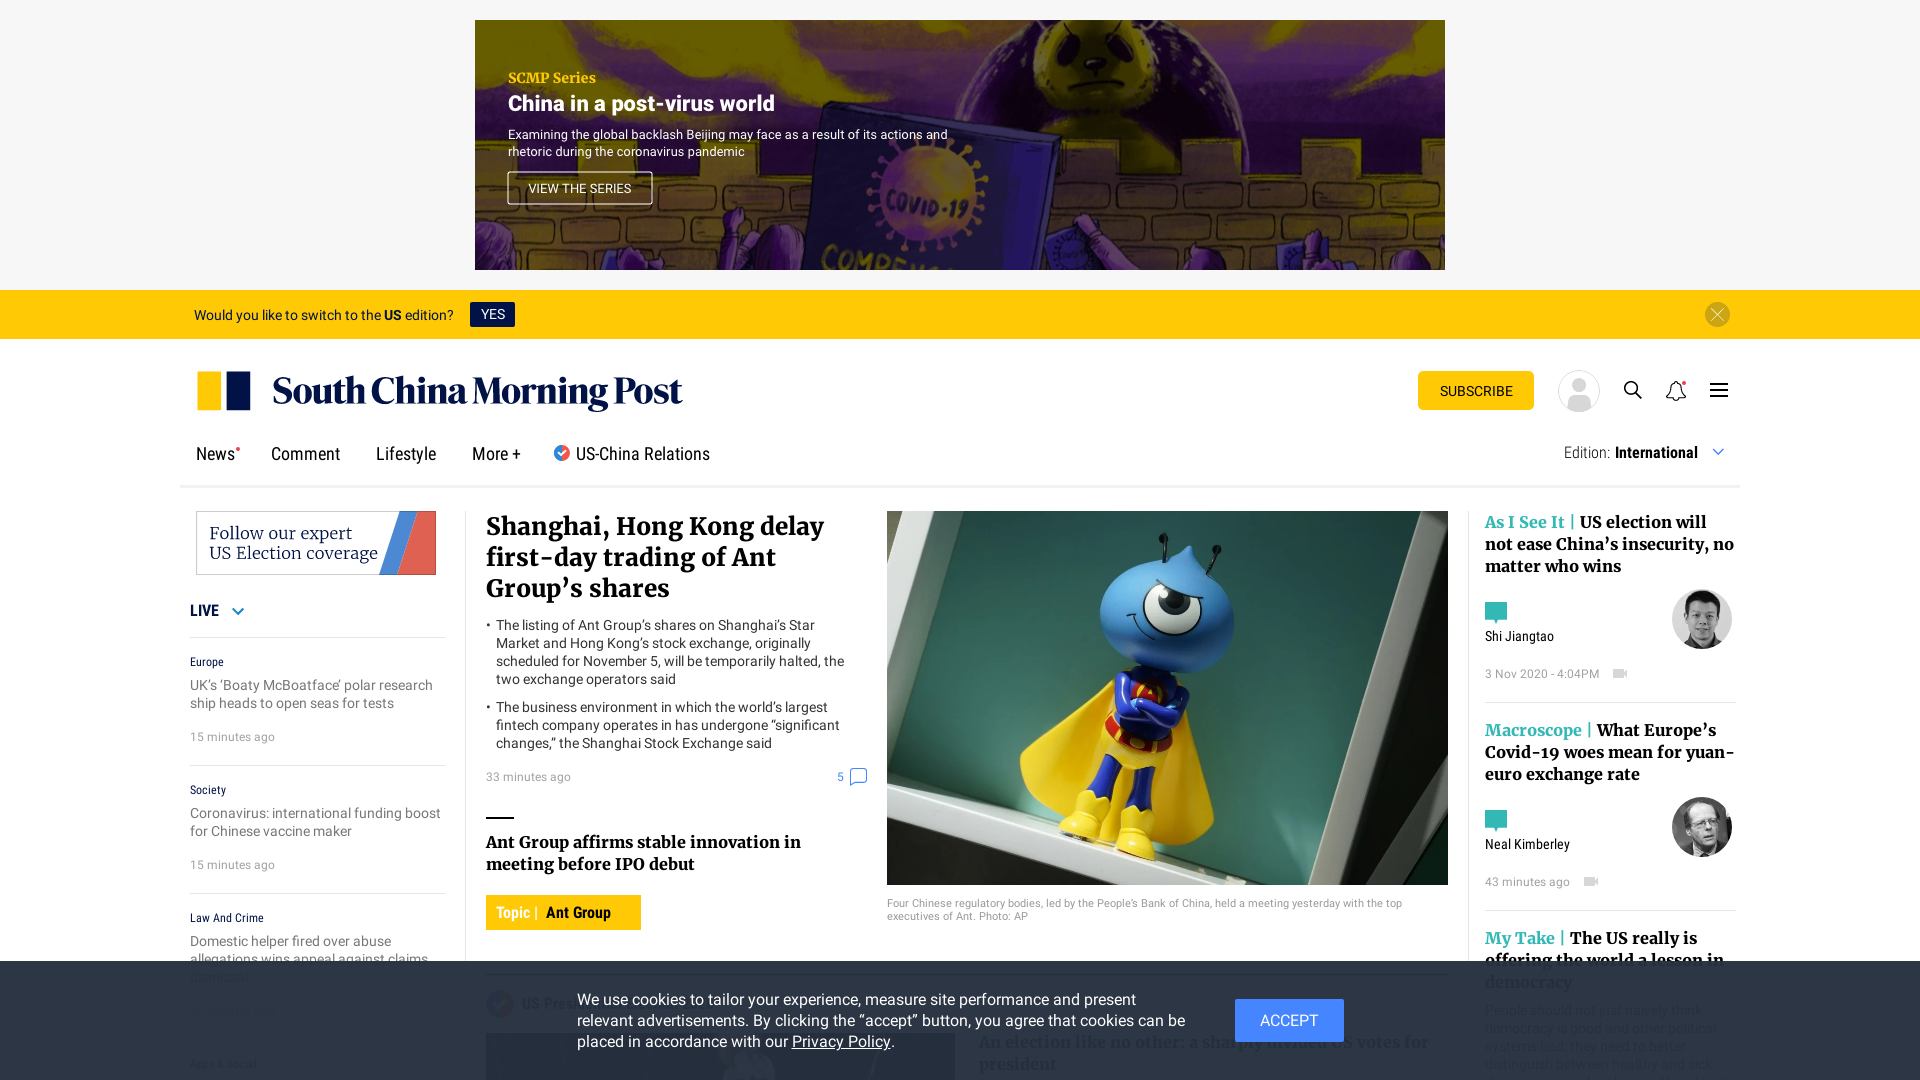 SCMP Series
China in a post-virus world
Examining the global backlash Beijing may face as a result of its actions and
rhetoric during the coronavirus pandemic
VIEW THE SERIES
COVID-19
Would you like to switch to the US edition?
YES
South China Morning Post
SUBSCRIBE
News
Comment
Lifestyle
More +
US-China Relations
Edition: International
Follow our expert
US Election coverage
LIVE
Europe
UK’s ‘Boaty McBoatface’ polar research
ship heads to open seas for tests
15 minutes ago
Society
Coronavirus: international funding boost
for Chinese vaccine maker
15 minutes ago
Law And Crime
Domestic helper fired over abuse
allegations wins appeal against claims
Shanghai, Hong Kong delay
first-day trading of Ant
Group’s shares
• The listing of Ant Group’s shares on Shanghai’s Star
Market and Hong Kong’s stock exchange, originally
scheduled for November 5, will be temporarily halted, the
two exchange operators said
• The business environment in which the world’s largest
fintech company operates in has undergone “significant
changes,” the Shanghai Stock Exchange said
33 minutes ago
5
Ant Group affirms stable innovation in
meeting before IPO debut
Topic | Ant Group
Four Chinese regulatory bodies, led by the People’s Bank of China, held a meeting yesterday with the top
executives of Ant. Photo: AP
As I See It | US election will
not ease China’s insecurity, no
matter who wins
Shi Jiangtao
3 Nov 2020 - 4:04PM
Macroscope | What Europe’s
Covid-19 woes mean for yuan-
euro exchange rate
Neal Kimberley
43 minutes ago
My Take | The US really is
offering the world a lesson in
democracy
An election like no other: a sharply divided US votes for
president
We use cookies to tailor your experience, measure site performance and present
relevant advertisements. By clicking the “accept” button, you agree that cookies can be
placed in accordance with our Privacy Policy.
ACCEPT